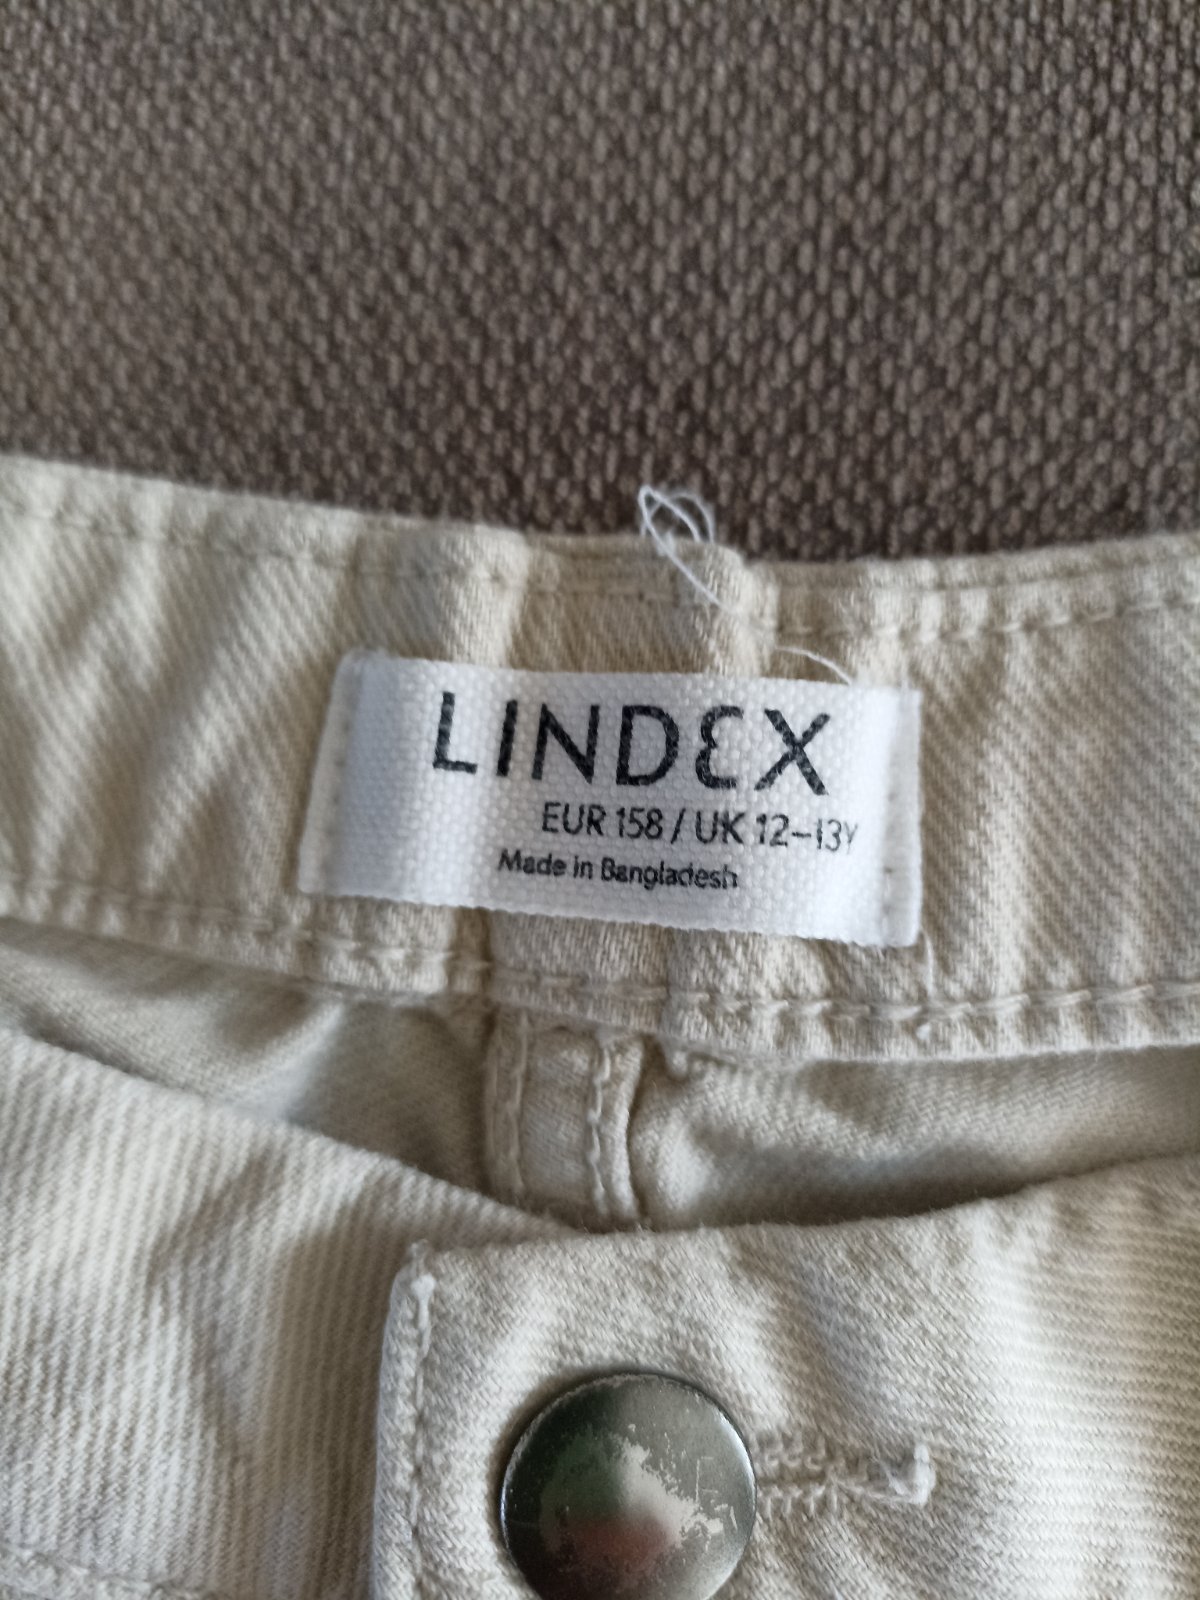 LINDEX
EUR 158 / UK 12-13Y
Made in Bangladesh